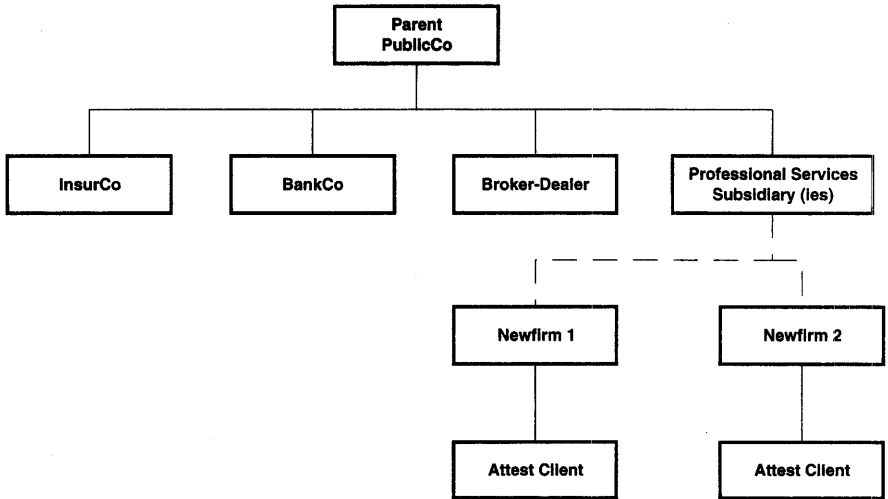 Parent
PublicCo
InsurCo
BankCo
Broker-Dealer
Professional Services
Subsidiary (ies)
Newfirm 1
Newfirm 2
Attest Client
Attest Client